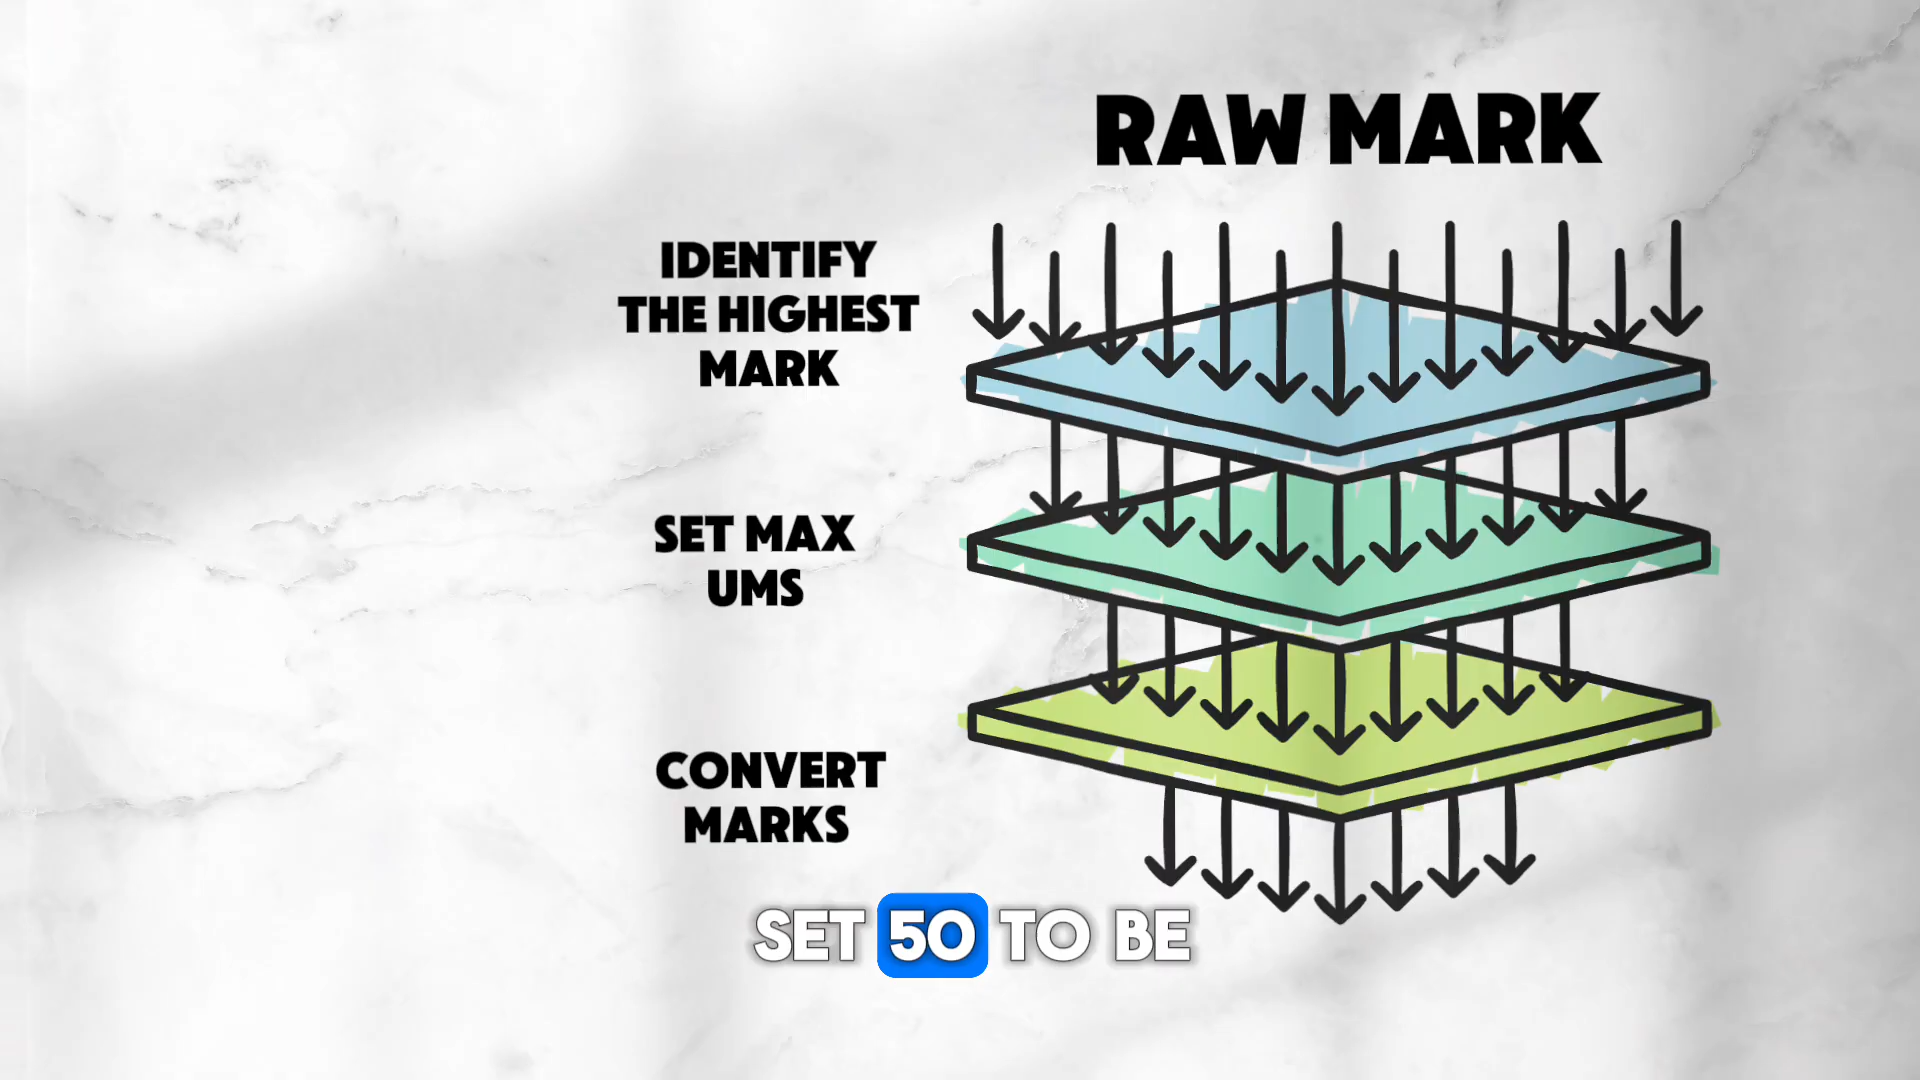 RAW MARK
IDENTIFY
THE HIGHEST
MARK
SET MAX
UMS
CONVERT
MARKS
SET 50 TO BE